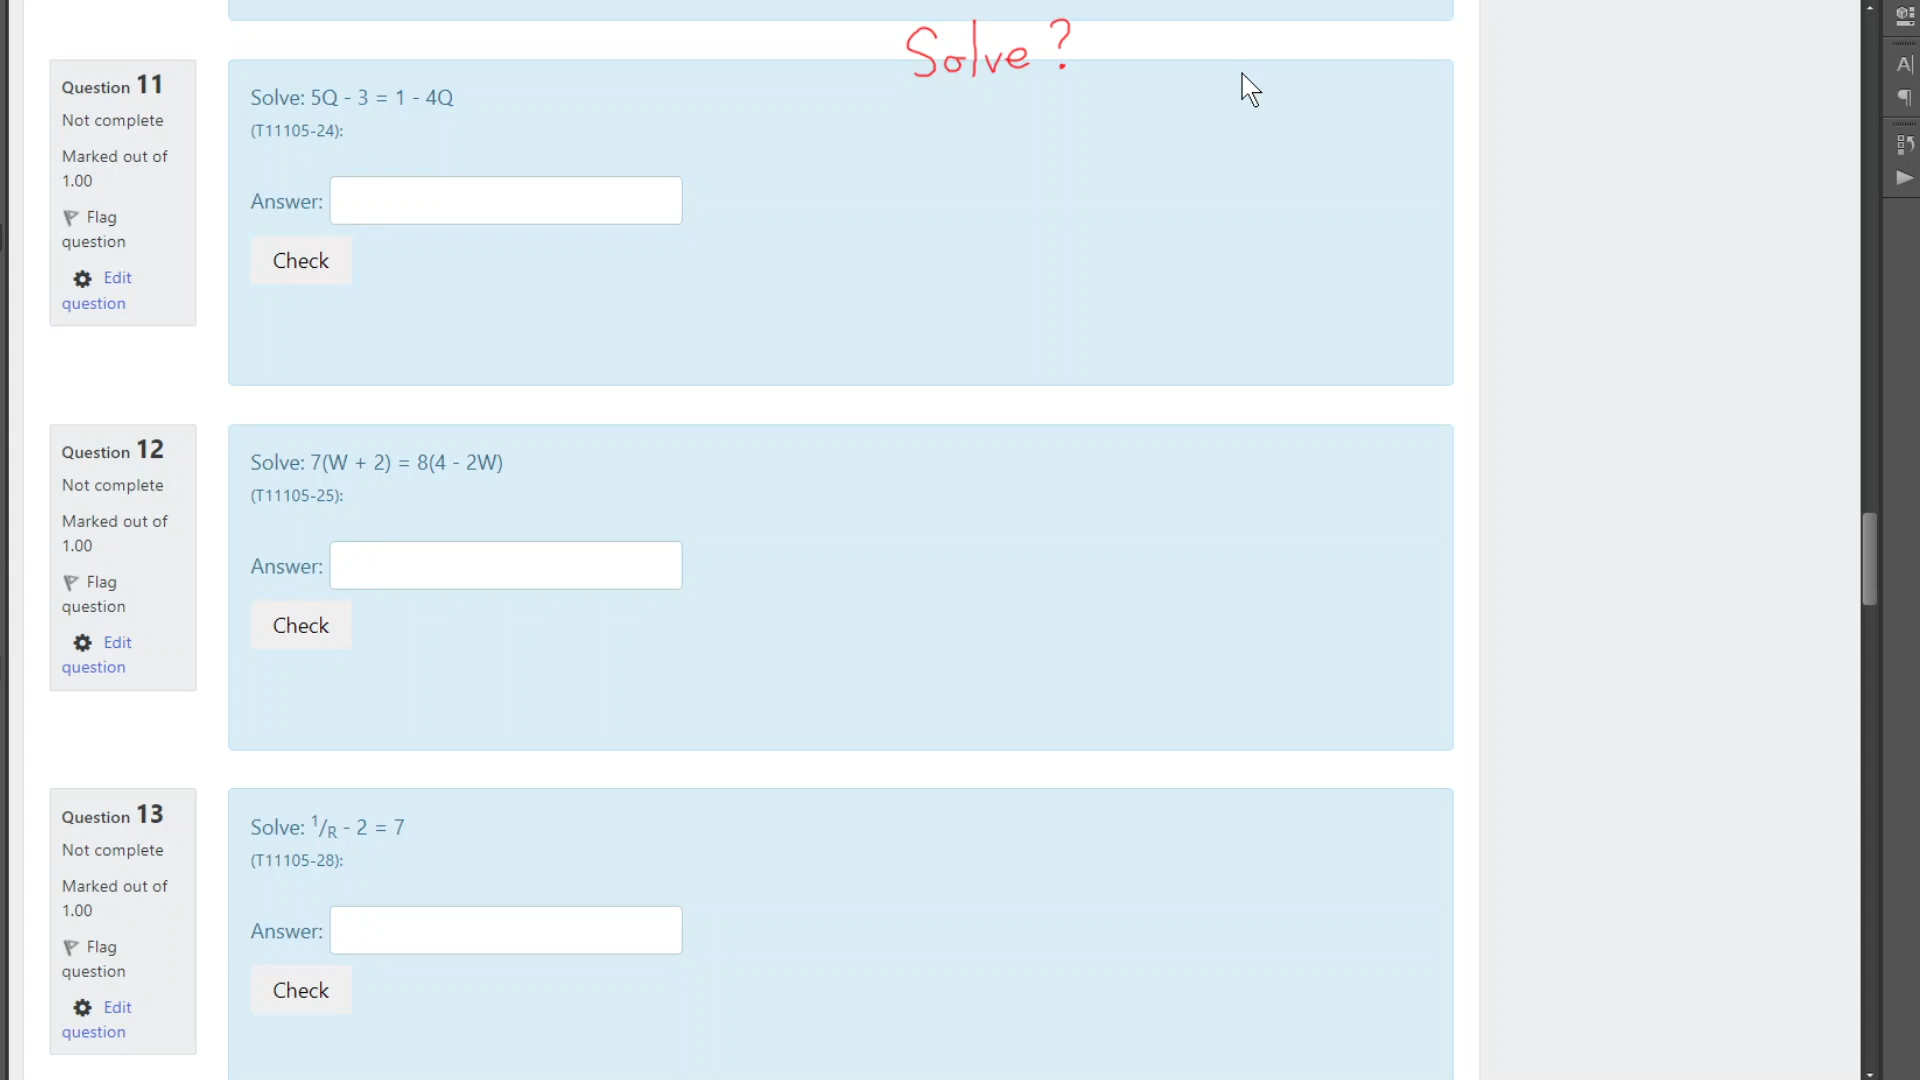 Solve ?
Question 11
Not complete
Marked out of
1.00
Flag
question
Edit
question
Solve: 5Q - 3 = 1 - 4Q
(T11105-24):
Answer:
Check
Question 12
Not complete
Marked out of
1.00
Flag
question
Edit
question
Solve: 7(W + 2) = 8(4 - 2W)
(T11105-25):
Answer:
Check
Question 13
Not complete
Marked out of
1.00
Flag
question
Edit
question
Solve: ¹/R - 2 = 7
(T11105-28):
Answer:
Check